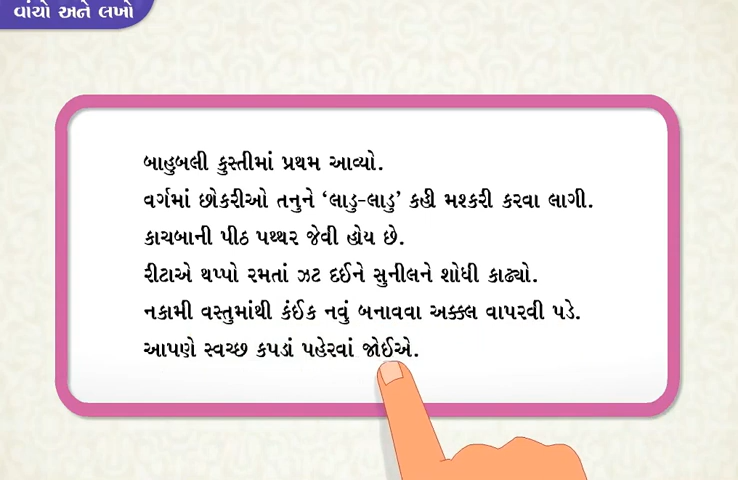 વાંચો અને લખો
બાહુબલી કુસ્તીમાં પ્રથમ આવ્યો.
વર્ગમાં છોકરીઓ તનુને ‘લાડુ-લાડુ’ કહી મશ્કરી કરવા લાગી.
કાચબાની પીઠ પથ્થર જેવી હોય છે.
રીટાએ થપ્પો રમતાં ઝટ દઈને સુનીલને શોધી કાઢ્યો.
નકામી વસ્તુમાંથી કંઈક નવું બનાવવા અક્કલ વાપરવી પડે.
આપણે સ્વચ્છ કપડાં પહેરવાં જોઈએ.